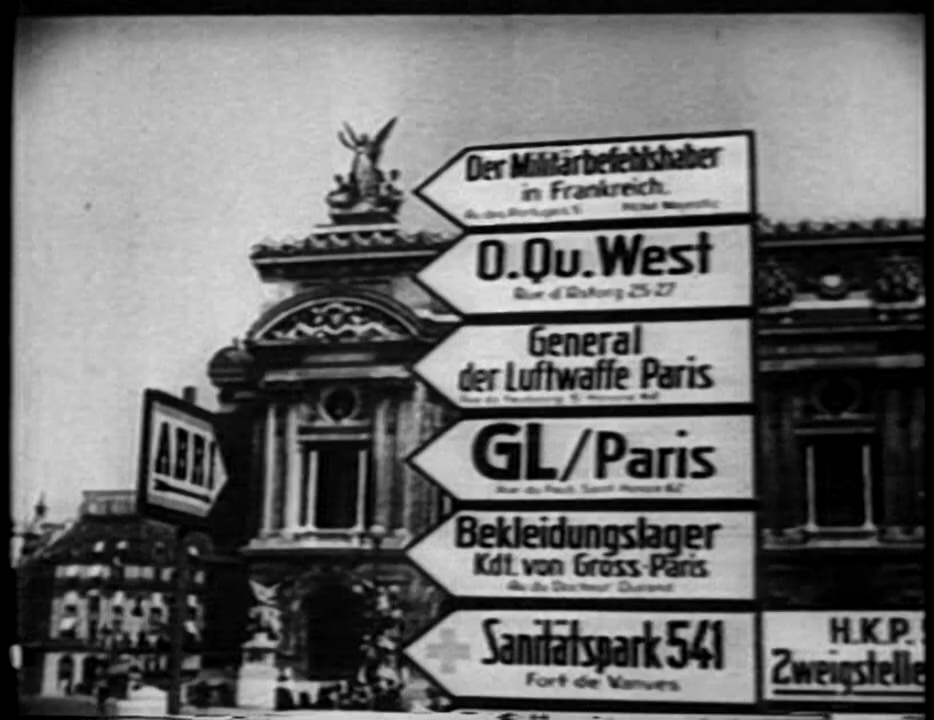 Der Militärbefehlshaber
in Frankreich.
O.Qu.West
Rue d'Astorg 25-27
General
der Luftwaffe Paris
GL/Paris
Bekleidungslager
Kdt. von Gross-Paris
Sanitätspark 541
Fort de Vanves
ABRI
H.K.P.
Zweigstelle